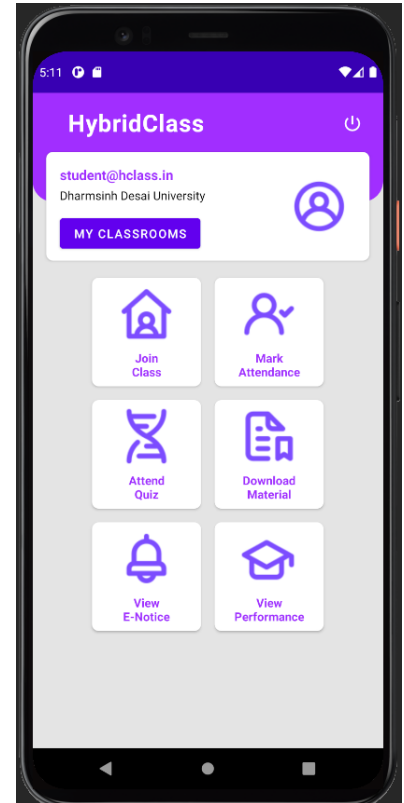 5:11
HybridClass
student@hclass.in
Dharmsinh Desai University
MY CLASSROOMS
Join
Class
Mark
Attendance
Attend
Quiz
Download
Material
View
E-Notice
View
Performance